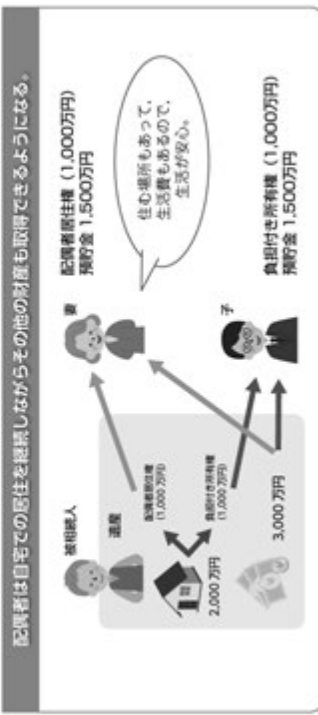 配偶者は自宅での居住を継続しながらその他の財産も取得できるようになる。
被相続人
遺産
2,000万円
配偶者居住権
(1,000万円)
負担付き所有権
(1,000万円)
3,000万円
妻
配偶者居住権(1,000万円)
預貯金1,500万円
住む場所もあって,
生活費もあるので,
生活が安心。
子
負担付き所有権(1,000万円)
預貯金1,500万円